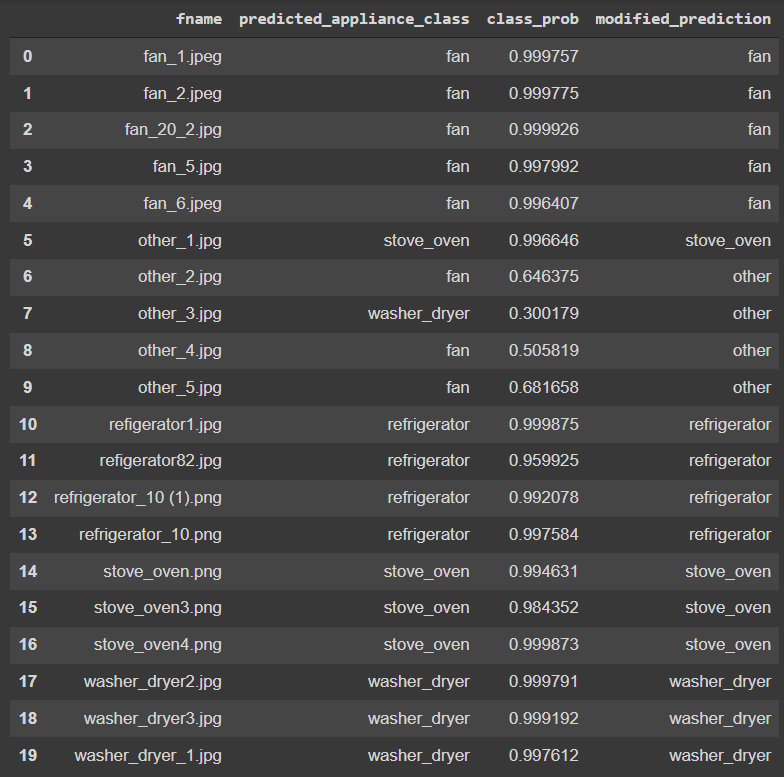 fname predicted_appliance_class class_prob modified_prediction
0 fan_1.jpeg fan 0.999757 fan
1 fan_2.jpeg fan 0.999775 fan
2 fan_20_2.jpg fan 0.999926 fan
3 fan_5.jpg fan 0.997992 fan
4 fan_6.jpeg fan 0.996407 fan
5 other_1.jpg stove_oven 0.996646 stove_oven
6 other_2.jpg fan 0.646375 other
7 other_3.jpg washer_dryer 0.300179 other
8 other_4.jpg fan 0.505819 other
9 other_5.jpg fan 0.681658 other
10 refigerator1.jpg refrigerator 0.999875 refrigerator
11 refigerator82.jpg refrigerator 0.959925 refrigerator
12 refrigerator_10 (1).png refrigerator 0.992078 refrigerator
13 refrigerator_10.png refrigerator 0.997584 refrigerator
14 stove_oven.png stove_oven 0.994631 stove_oven
15 stove_oven3.png stove_oven 0.984352 stove_oven
16 stove_oven4.png stove_oven 0.999873 stove_oven
17 washer_dryer2.jpg washer_dryer 0.999791 washer_dryer
18 washer_dryer3.jpg washer_dryer 0.999192 washer_dryer
19 washer_dryer_1.jpg washer_dryer 0.997612 washer_dryer